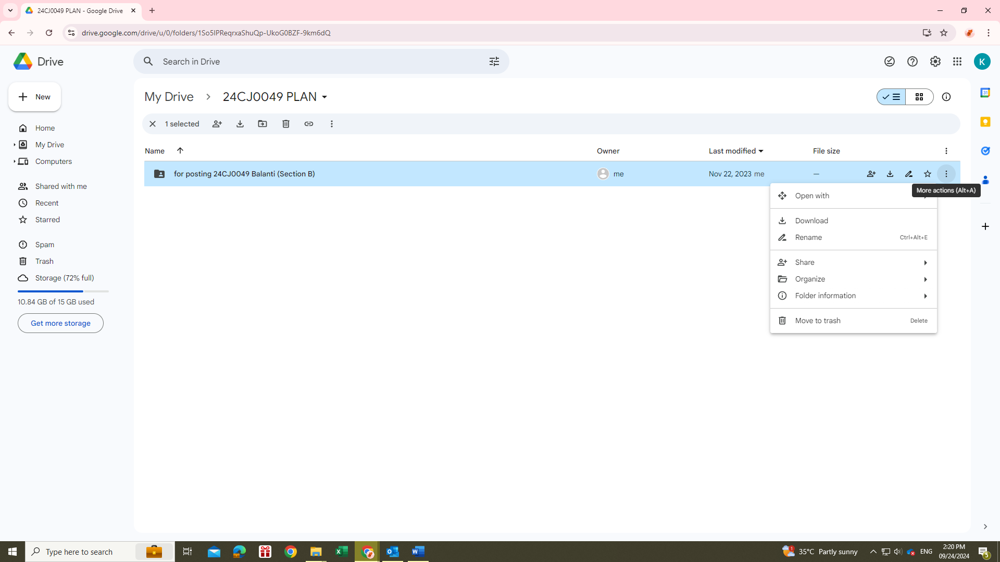 24CJ0049 PLAN - Google Drive
drive.google.com/drive/u/0/folders/1So5IPReqrxaShuQp-UkoG0BZF-9km6dQ
Drive
Search in Drive
K
New
My Drive
24CJ0049 PLAN
1 selected
Home
My Drive
Computers
Shared with me
Recent
Starred
Spam
Trash
Storage (72% full)
10.84 GB of 15 GB used
Get more storage
Name Owner Last modified File size
for posting 24CJ0049 Balanti (Section B) me Nov 22, 2023 me —
More actions (Alt+A)
Open with
Download
Rename Ctrl+Alt+E
Share
Organize
Folder information
Move to trash Delete
31
Type here to search
1
35°C Partly sunny
ENG
2:20 PM
09/24/2024
5